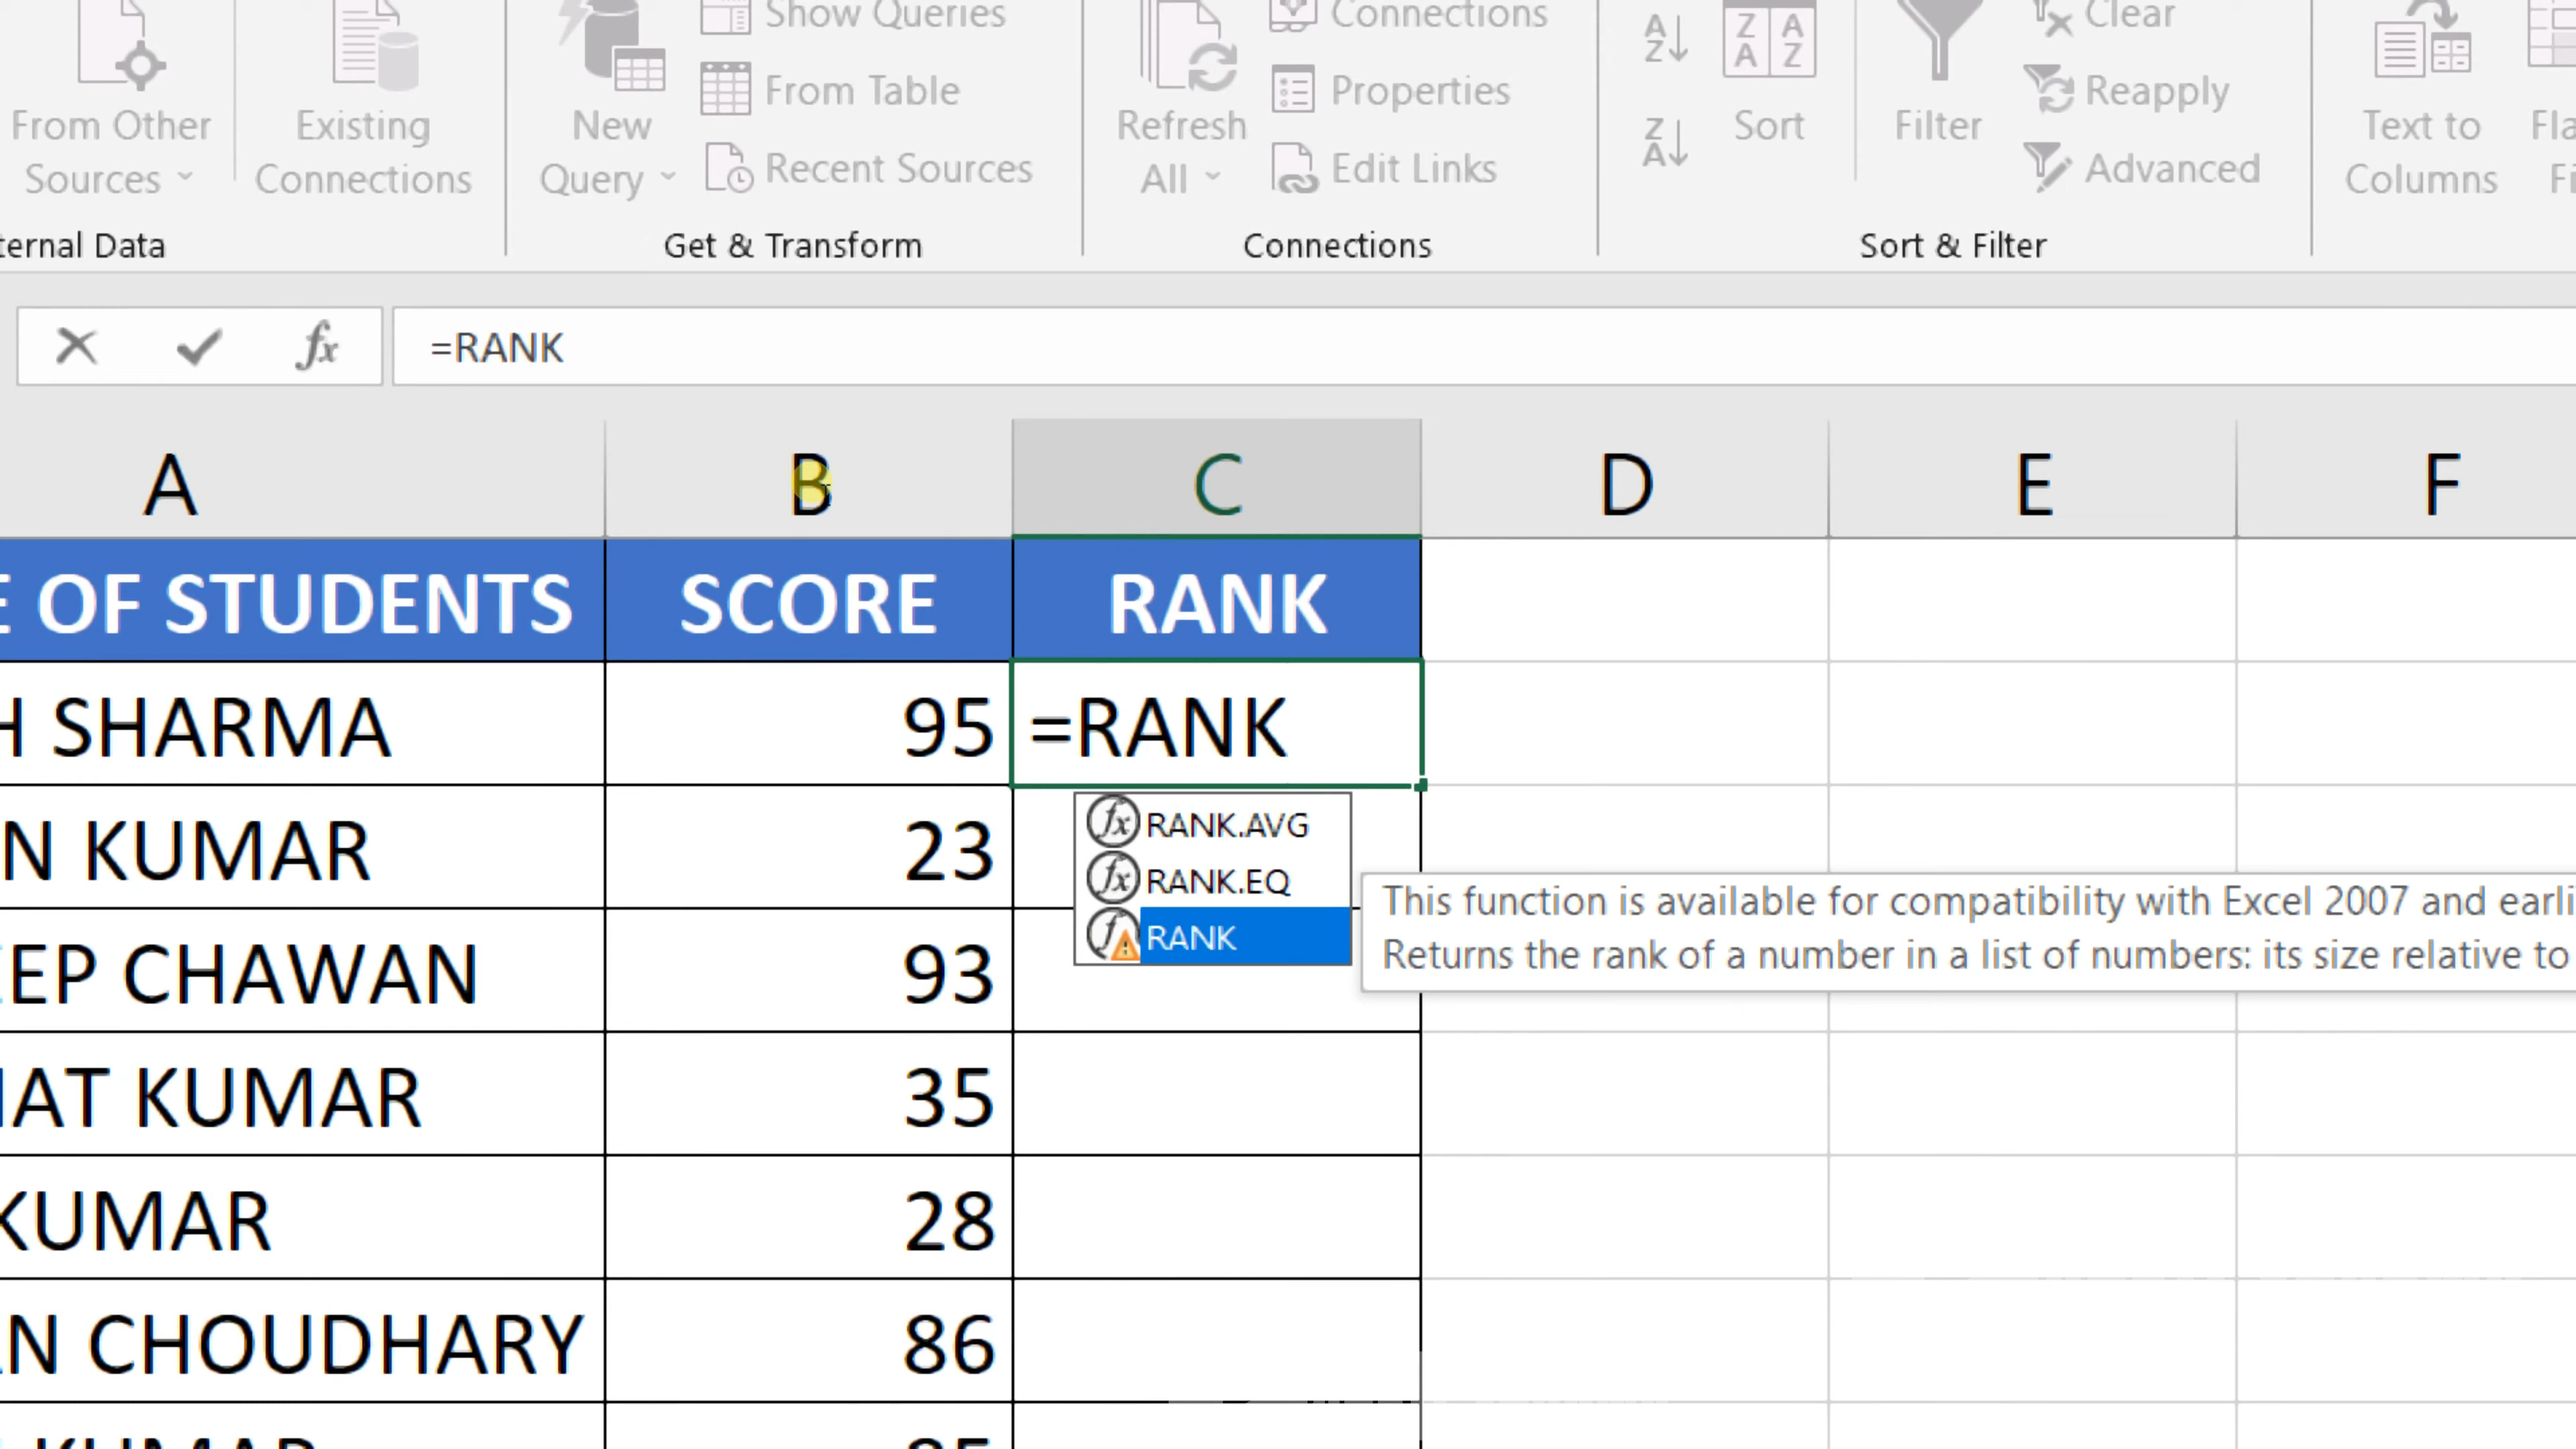 Show Queries
Connections
Clear
From Table
Properties
Reapply
From Other
Sources
Existing
Connections
New
Query
Recent Sources
Refresh
All
Edit Links
A
Z
Z
A
Z A
A Z
Sort
Filter
Advanced
Text to
Columns
Get & Transform
Connections
Sort & Filter
Data
fx =RANK
A B C D E F
OF STUDENTS SCORE RANK
SHARMA 95 =RANK
KUMAR 23
CHAWAN 93
KUMAR 35
KUMAR 28
CHOUDHARY 86
RANK.AVG
RANK.EQ
RANK
This function is available for compatibility with Excel 2007 and
Returns the rank of a number in a list of numbers: its size relative to